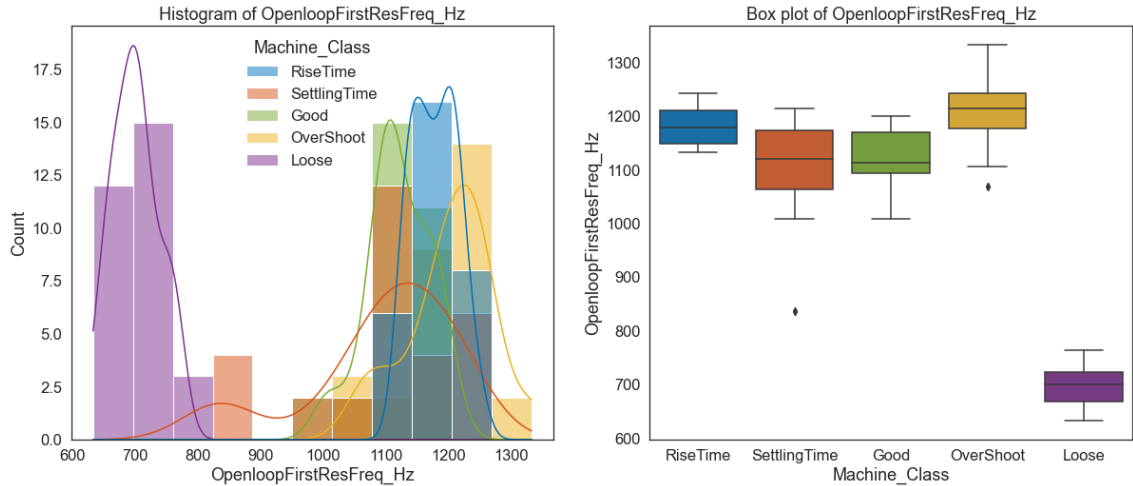 Histogram of OpenloopFirstResFreq_Hz
Machine_Class
RiseTime
SettlingTime
Good
OverShoot
Loose
17.5
15.0
12.5
10.0
7.5
5.0
2.5
0.0
Count
600 700 800 900 1000 1100 1200 1300
OpenloopFirstResFreq_Hz
Box plot of OpenloopFirstResFreq_Hz
1300
1200
1100
1000
900
800
700
600
OpenloopFirstResFreq_Hz
RiseTime SettlingTime Good OverShoot Loose
Machine_Class